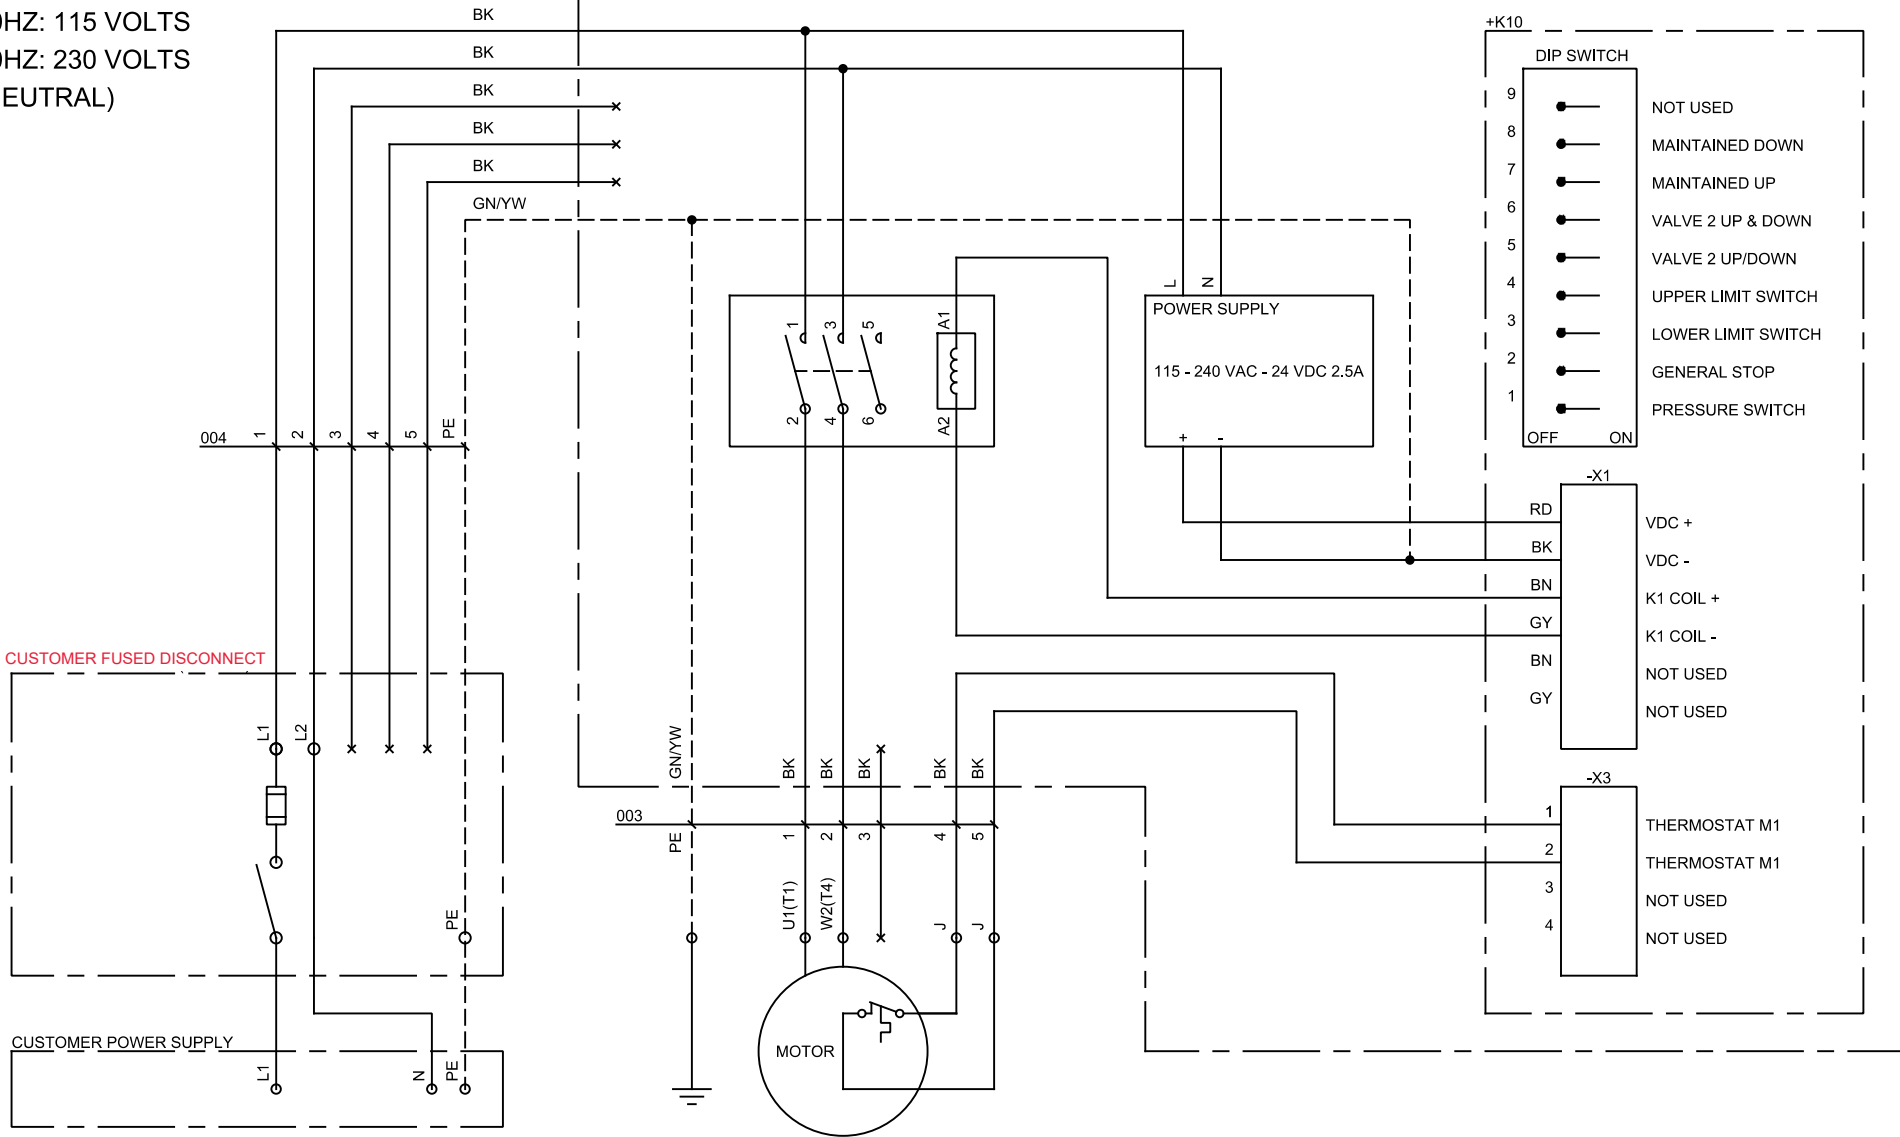 0HZ: 115 VOLTS
0HZ: 230 VOLTS
EUTRAL)
BK
BK
BK
BK
BK
GN/YW
+K10
DIP SWITCH
9 NOT USED
8 MAINTAINED DOWN
7 MAINTAINED UP
6 VALVE 2 UP & DOWN
5 VALVE 2 UP/DOWN
4 UPPER LIMIT SWITCH
3 LOWER LIMIT SWITCH
2 GENERAL STOP
1 PRESSURE SWITCH
OFF ON
L N
POWER SUPPLY
115 - 240 VAC - 24 VDC 2.5A
+ -
1 3 5 A1
2 4 6 A2
004 1 2 3 4 5 PE
-X1
RD VDC +
BK VDC -
BN K1 COIL +
GY K1 COIL -
BN NOT USED
GY NOT USED
CUSTOMER FUSED DISCONNECT
L1 L2
PE
GN/YW BK BK BK BK BK
003 PE 1 2 3 4 5
U1(T1) W2(T4) J J
MOTOR
-X3
1 THERMOSTAT M1
2 THERMOSTAT M1
3 NOT USED
4 NOT USED
CUSTOMER POWER SUPPLY
L1 N PE